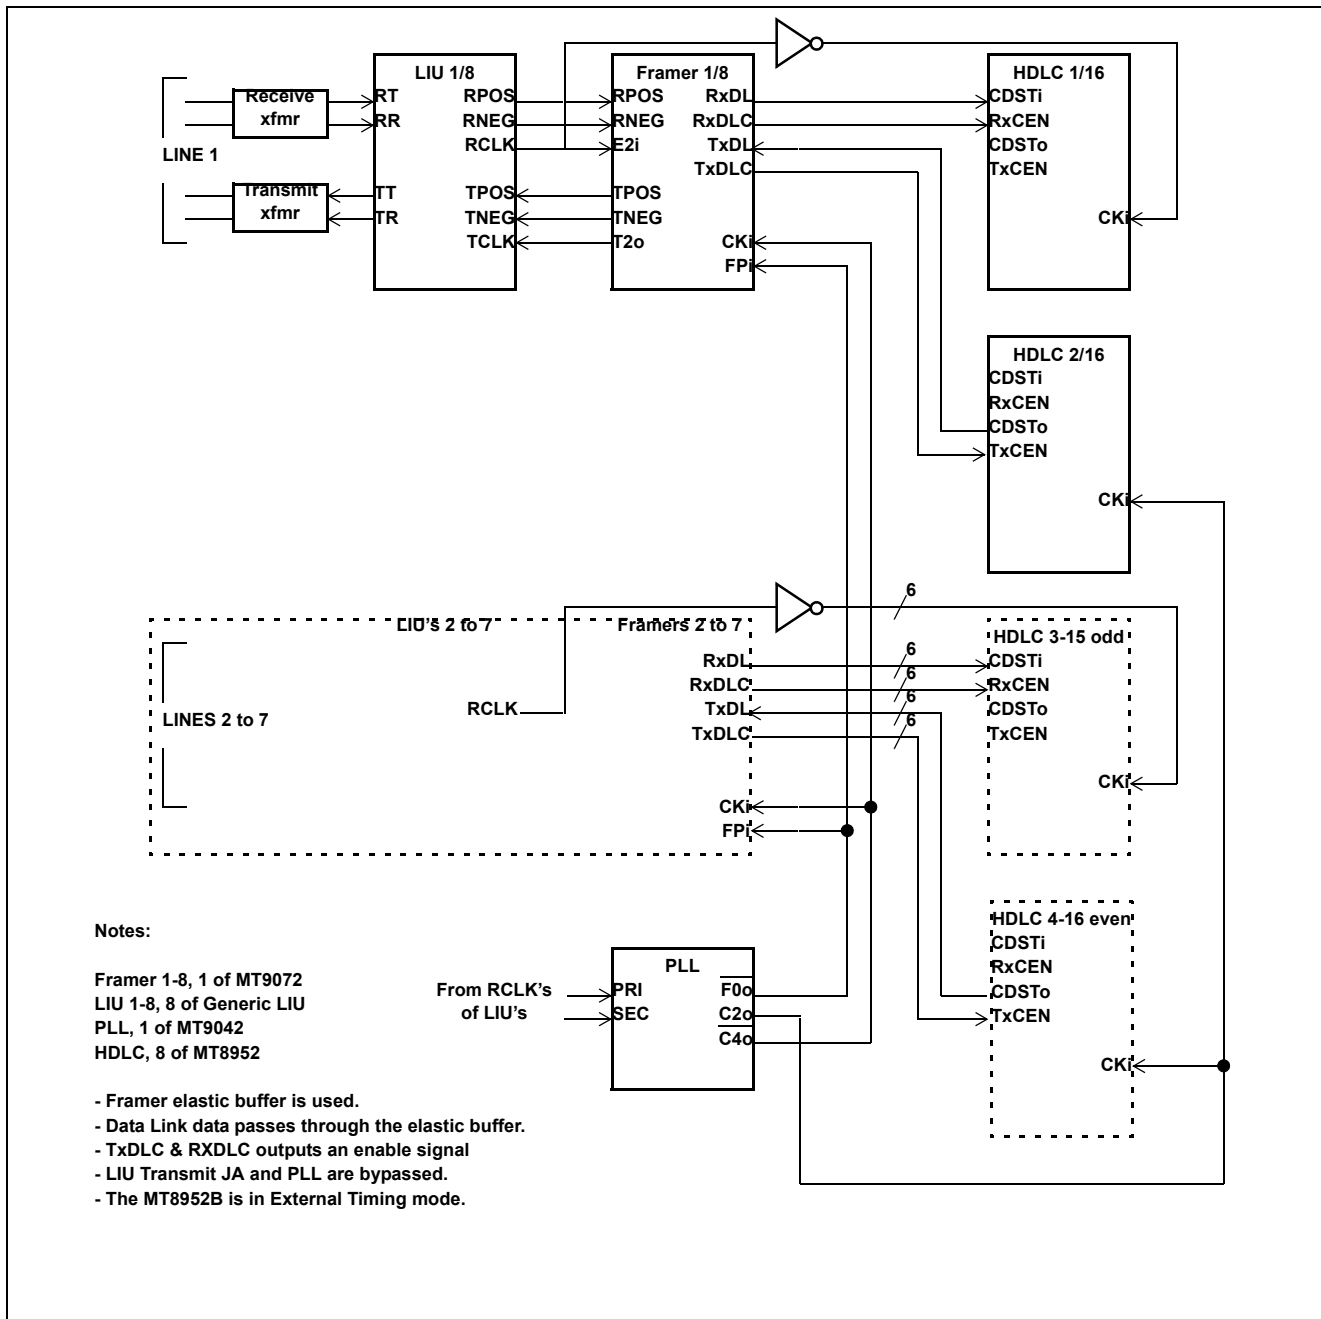 LIU 1/8
Framer 1/8
HDLC 1/16
Receive
xfmr
RT
RR
RPOS
RNEG
RCLK
RPOS
RNEG
E2i
RxDL
RxDLC
TxDL
TxDLC
CDSTi
RxCEN
CDSTo
TxCEN
LINE 1
Transmit
xfmr
TT
TR
TPOS
TNEG
TCLK
TPOS
TNEG
T2o
CKi
FPi
CKi
HDLC 2/16
CDSTi
RxCEN
CDSTo
TxCEN
CKi
6
LIU's 2 to 7
Framers 2 to 7
HDLC 3-15 odd
RxDL
6
CDSTi
RxDLC
6
RxCEN
LINES 2 to 7
RCLK
TxDL
6
CDSTo
TxDLC
6
TxCEN
CKi
CKi
FPi
HDLC 4-16 even
CDSTi
RxCEN
CDSTo
TxCEN
CKi
PLL
From RCLK's
of LIU's
PRI
SEC
F0o
C2o
C4o
Notes:
Framer 1-8, 1 of MT9072
LIU 1-8, 8 of Generic LIU
PLL, 1 of MT9042
HDLC, 8 of MT8952
- Framer elastic buffer is used.
- Data Link data passes through the elastic buffer.
- TxDLC & RXDLC outputs an enable signal
- LIU Transmit JA and PLL are bypassed.
- The MT8952B is in External Timing mode.